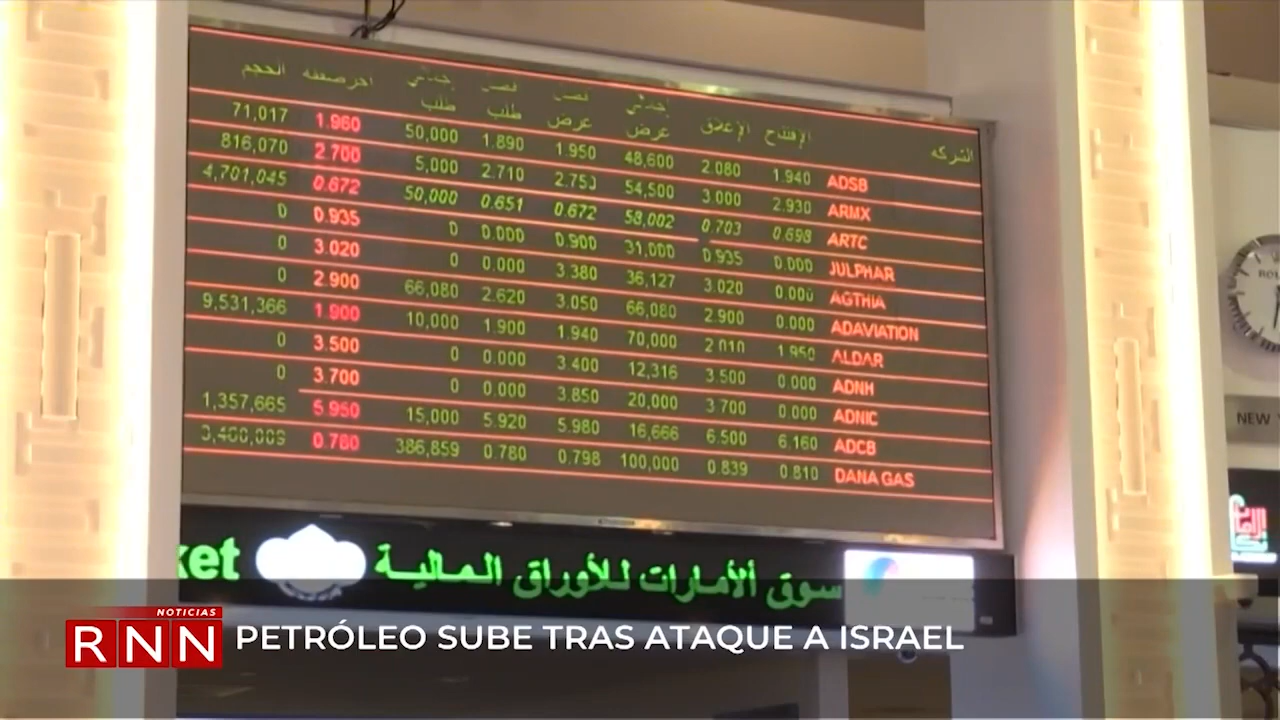 الحجم اخر صفقة إجمالي طلب افضل طلب افضل عرض إجمالي عرض الإغلاق الإفتتاح الشركه
71,017 1.960 50,000 1.890 1.950 48,600 2.080 1.940 ADSB
816,070 2.700 5,000 2.710 2.753 54,500 3.000 2.930 ARMX
4,701,045 0.672 50,000 0.651 0.672 58,002 0.703 0.698 ARTC
0 0.935 0 0.000 0.900 31,000 0.935 0.000 JULPHAR
0 3.020 0 0.000 3.380 36,127 3.020 0.000 AGTHIA
0 2.900 66,080 2.620 3.050 66,080 2.900 0.000 ADAVIATION
9,531,366 1.900 10,000 1.900 1.940 70,000 2.010 1.950 ALDAR
0 3.500 0 0.000 3.400 12,316 3.500 0.000 ADNH
0 3.700 0 0.000 3.850 20,000 3.700 0.000 ADNIC
1,357,665 5.950 15,000 5.920 5.980 16,666 6.500 6.160 ADCB
0.780 386,859 0.780 0.798 100,000 0.839 0.810 DANA GAS
ket سوق ألأمارات للأوراق المالية
NEW
NOTICIAS
RNN PETRÓLEO SUBE TRAS ATAQUE A ISRAEL